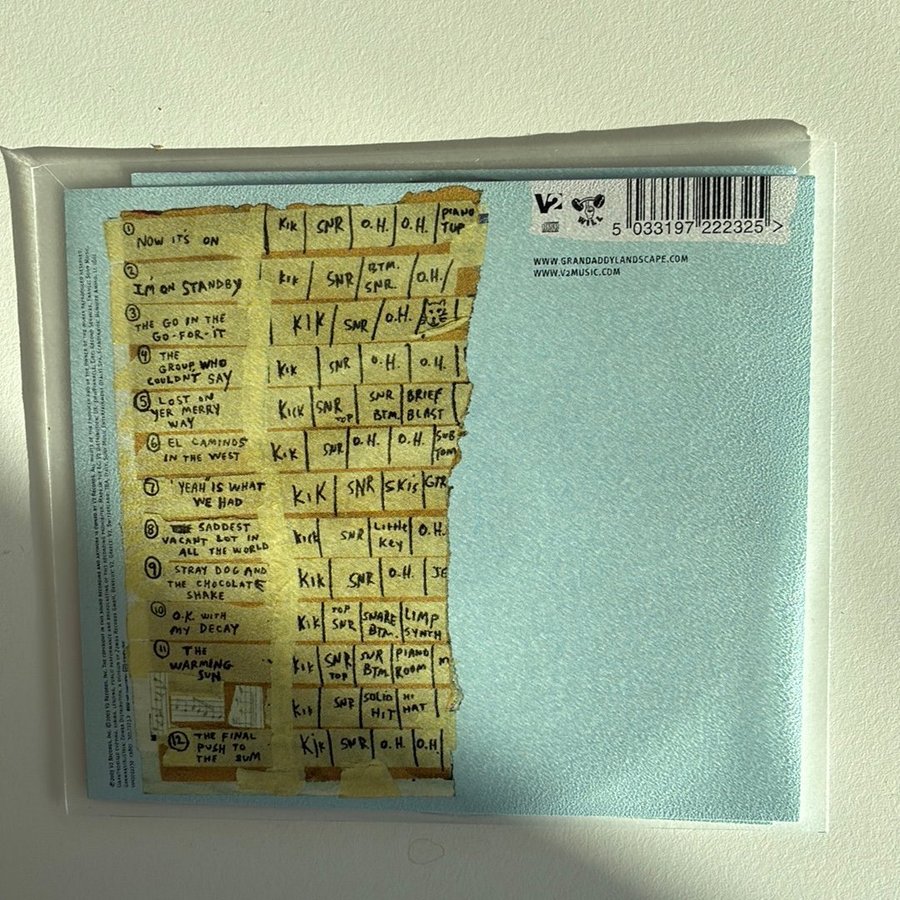 ① NOW IT'S ON
KIK SNR O.H. O.H. PIANO TUP
② I'M ON STANDBY
KIK SNR BTM. SNR. O.H.
③ THE GO IN THE
GO-FOR-IT
KIK SNR O.H.
④ THE
GROUP WHO
COULDN'T SAY
KIK SNR O.H. O.H.
⑤ LOST ON
YER MERRY
WAY
KICK SNR TOP SNR BTM. BRIEF BLAST
⑥ EL CAMINOS
IN THE WEST
KIK SNR O.H. O.H. SUB TOM
⑦ 'YEAH' IS WHAT
WE HAD
KIK SNR SKIS GTR
⑧ SADDEST
VACANT LOT IN
ALL THE WORLD
KICK SNR LITTLE KEY O.H.
⑨ STRAY DOG AND
THE CHOCOLATE
SHAKE
KIK SNR O.H. JE
⑩ O.K. WITH
MY DECAY
KIK TOP SNR SNARE BTM. LIMP SYNTH
⑪ THE
WARMING
SUN
KIK SNR TOP SNR BTM. PIANO ROOM M
KIK SNR SOLID HIT HI HAT
⑫ THE FINAL
PUSH TO
THE SUM
KIK SNR O.H. O.H.
V2
WILL
5 033197 222325 >
WWW.GRANDADDYLANDSCAPE.COM
WWW.V2MUSIC.COM